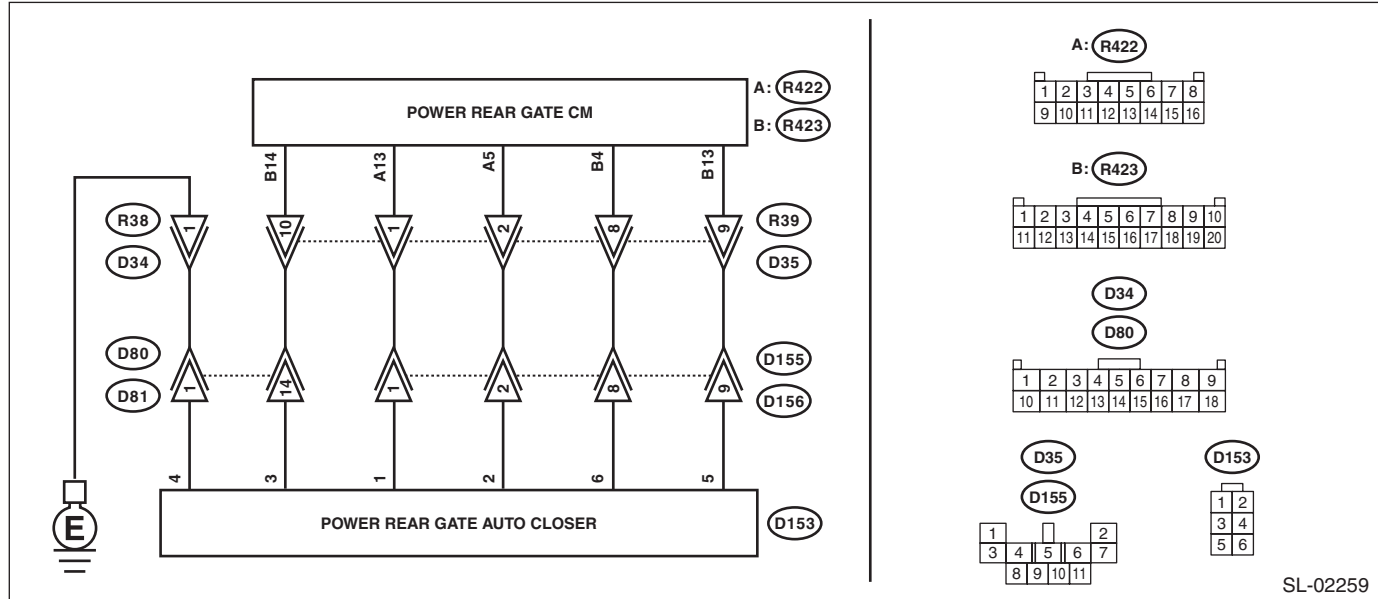 A: R422
POWER REAR GATE CM
B: R423
B14 A13 A5 B4 B13
R38 1 10 1 2 8 9 R39
D34 D35
D80 1 14 1 2 8 9 D155
D81 D156
4 3 1 2 6 5
POWER REAR GATE AUTO CLOSER D153
E
A: R422
1 2 3 4 5 6 7 8
9 10 11 12 13 14 15 16
B: R423
1 2 3 4 5 6 7 8 9 10
11 12 13 14 15 16 17 18 19 20
D34
D80
1 2 3 4 5 6 7 8 9
10 11 12 13 14 15 16 17 18
D35
D155
1 2
3 4 5 6 7
8 9 10 11
D153
1 2
3 4
5 6
SL-02259